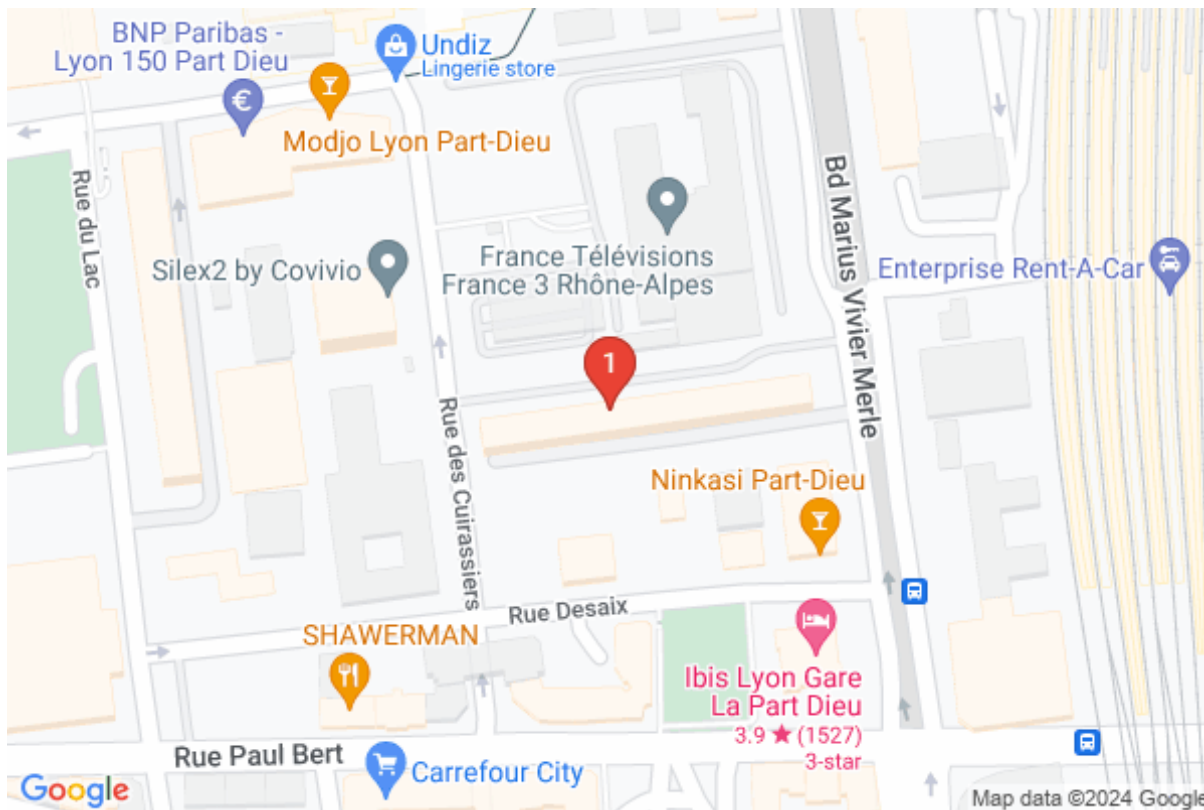 BNP Paribas -
Lyon 150 Part Dieu
€
Undiz
Lingerie store
Modjo Lyon Part-Dieu
Rue du Lac
Silex2 by Covivio
France Télévisions
France 3 Rhône-Alpes
Bd Marius Vivier Merle
Enterprise Rent-A-Car
1
Rue des Cuirassiers
Ninkasi Part-Dieu
Rue Desaix
SHAWERMAN
Ibis Lyon Gare
La Part Dieu
3.9 ★ (1527)
3-star
Rue Paul Bert
Carrefour City
Google
Map data ©2024 Google